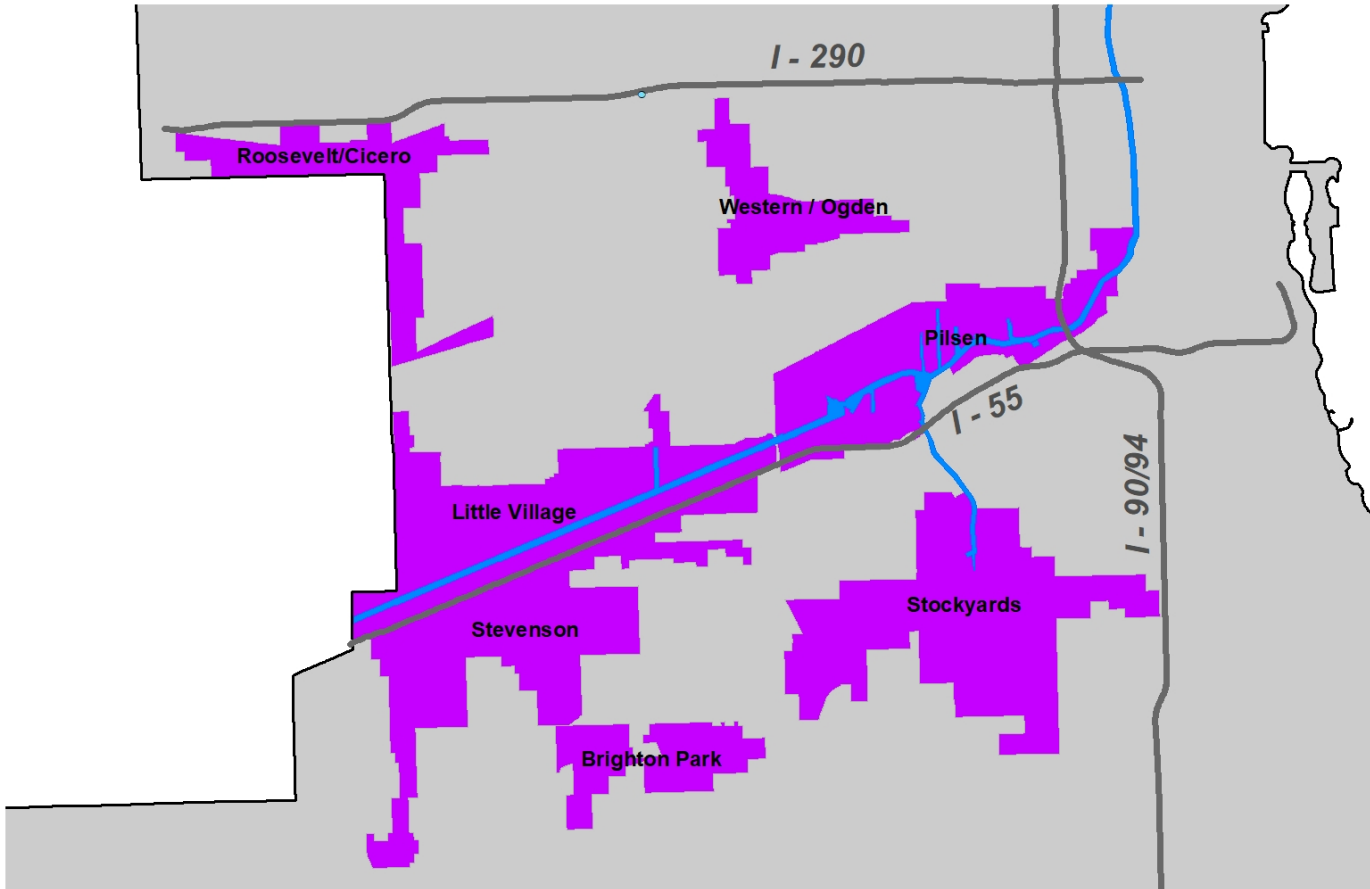 I - 290
Roosevelt/Cicero
Western / Ogden
Pilsen
I - 55
I - 90/94
Little Village
Stockyards
Stevenson
Brighton Park